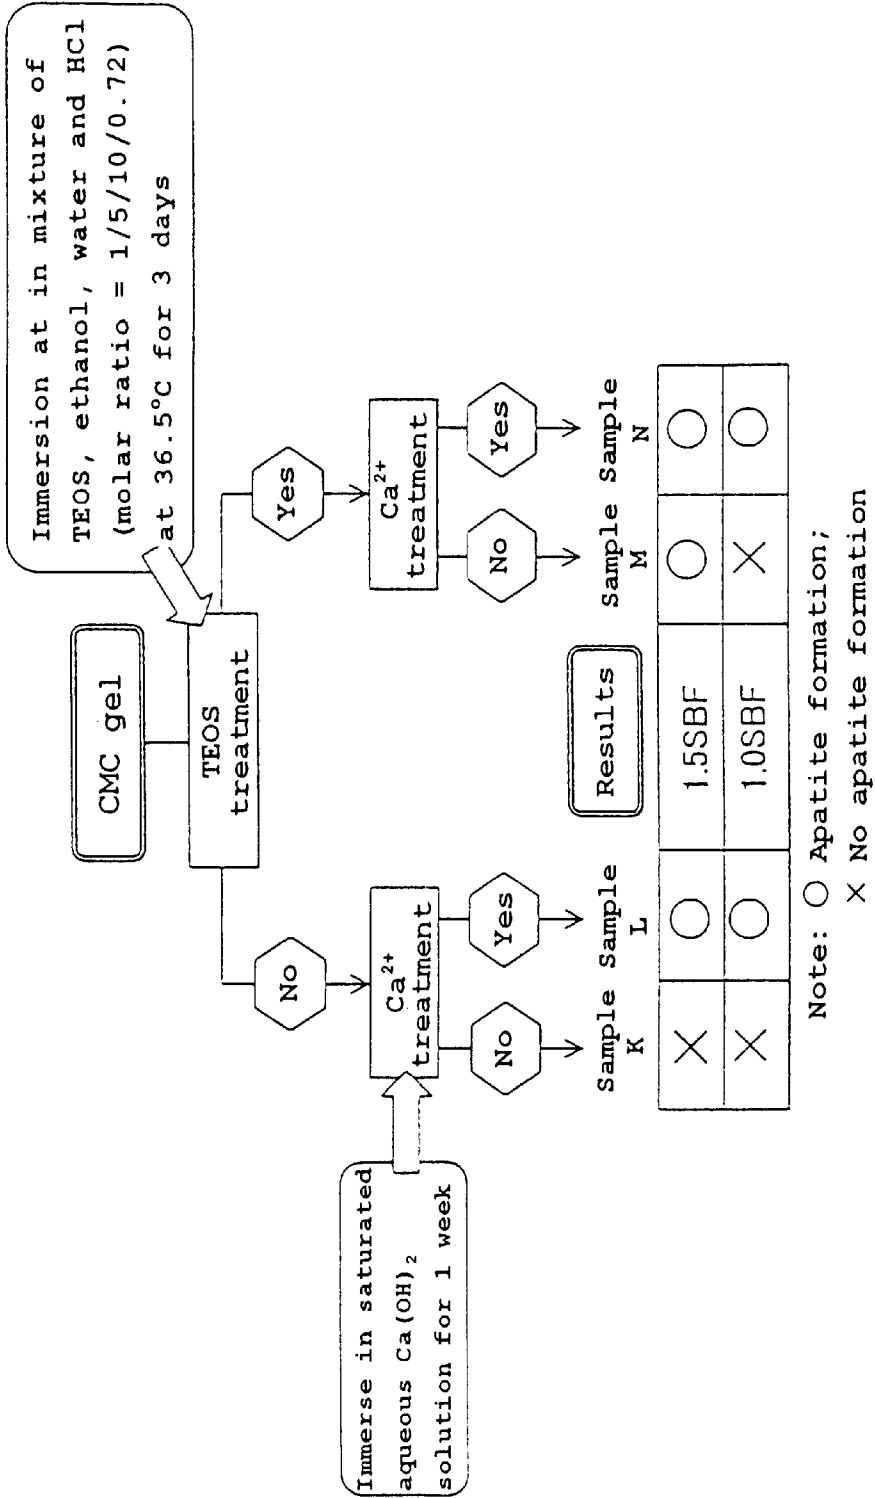 Immersion at in mixture of
TEOS, ethanol, water and HCl
(molar ratio = 1/5/10/0.72)
at 36.5°C for 3 days
CMC gel
TEOS
treatment
No
Yes
Immerse in saturated
aqueous Ca(OH)₂
solution for 1 week
Ca²⁺
treatment
Ca²⁺
treatment
No
Yes
No
Yes
Sample
K
Sample
L
Results
Sample
M
Sample
N
× ○ 1.5SBF ○ ○
× ○ 1.0SBF × ○
Note: ○ Apatite formation;
× No apatite formation